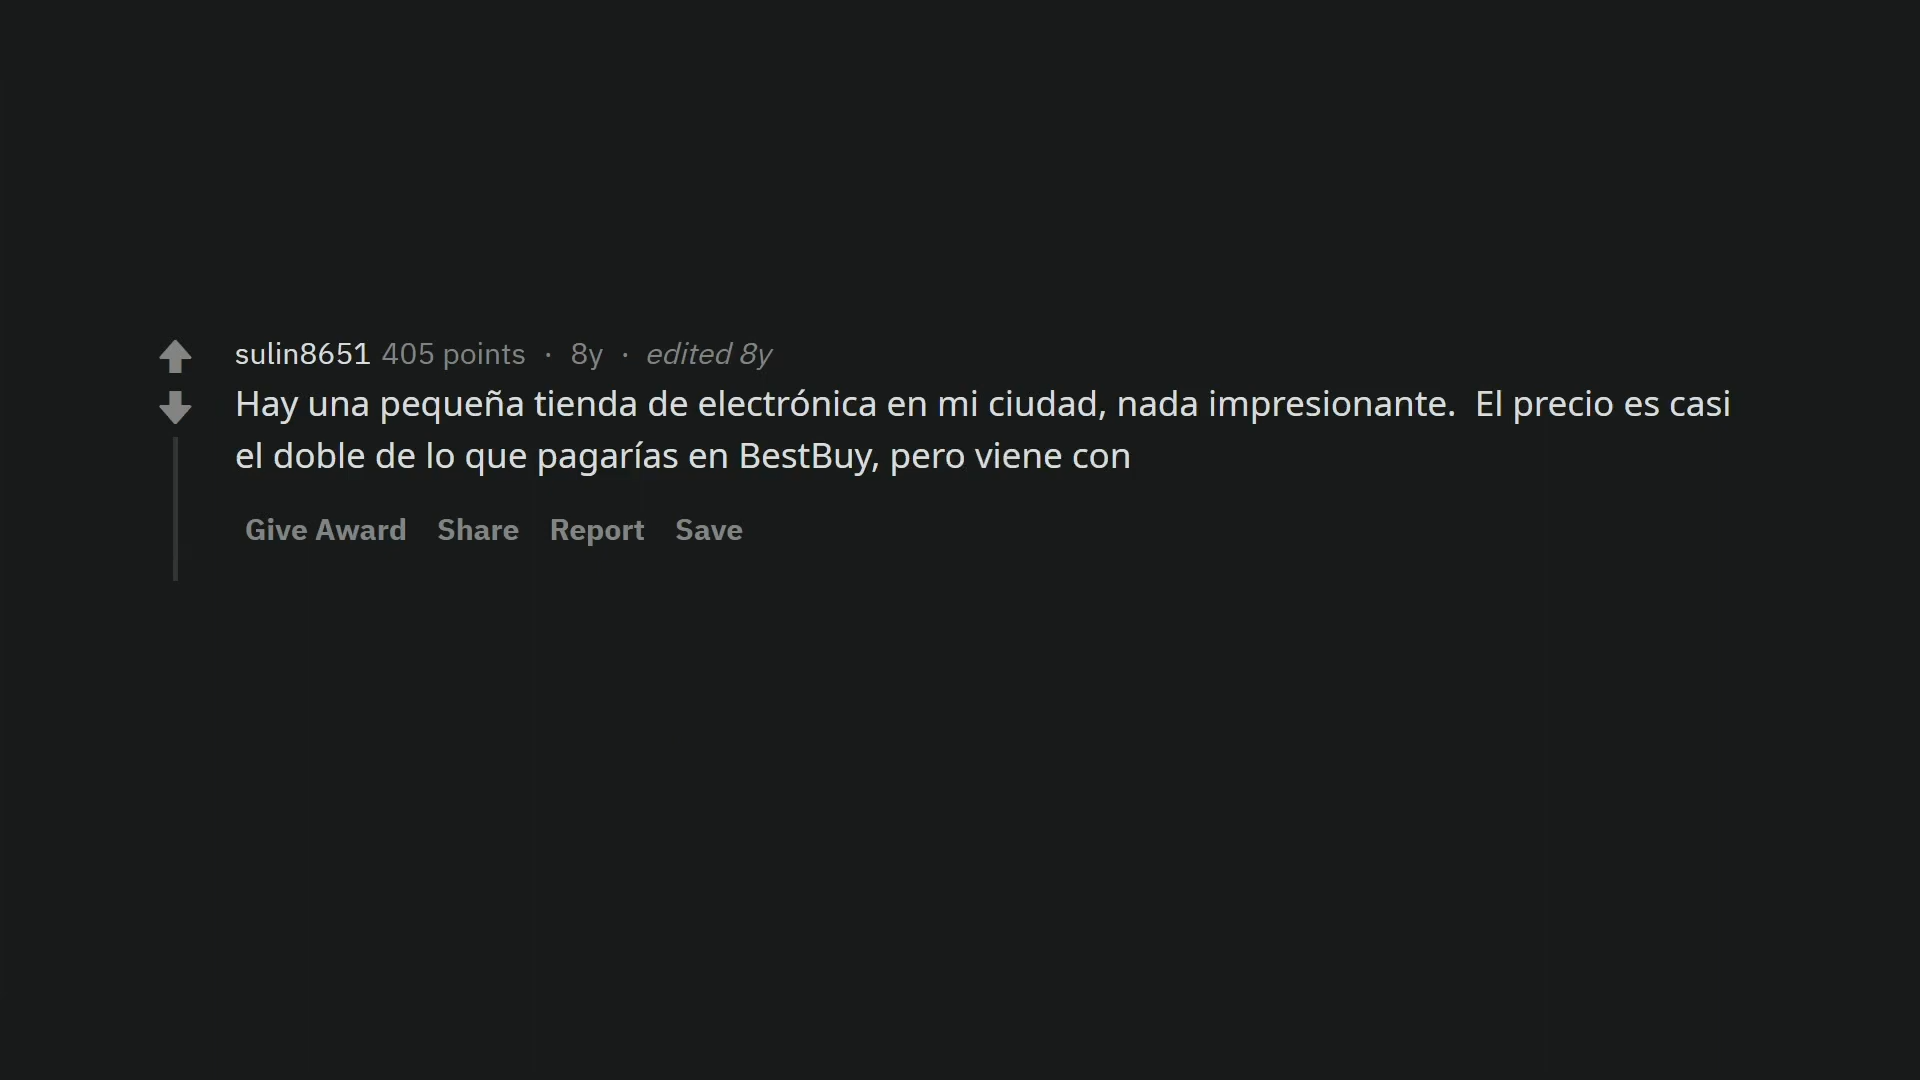 sulin8651 405 points · 8y · edited 8y
Hay una pequeña tienda de electrónica en mi ciudad, nada impresionante.  El precio es casi
el doble de lo que pagarías en BestBuy, pero viene con
Give Award Share Report Save